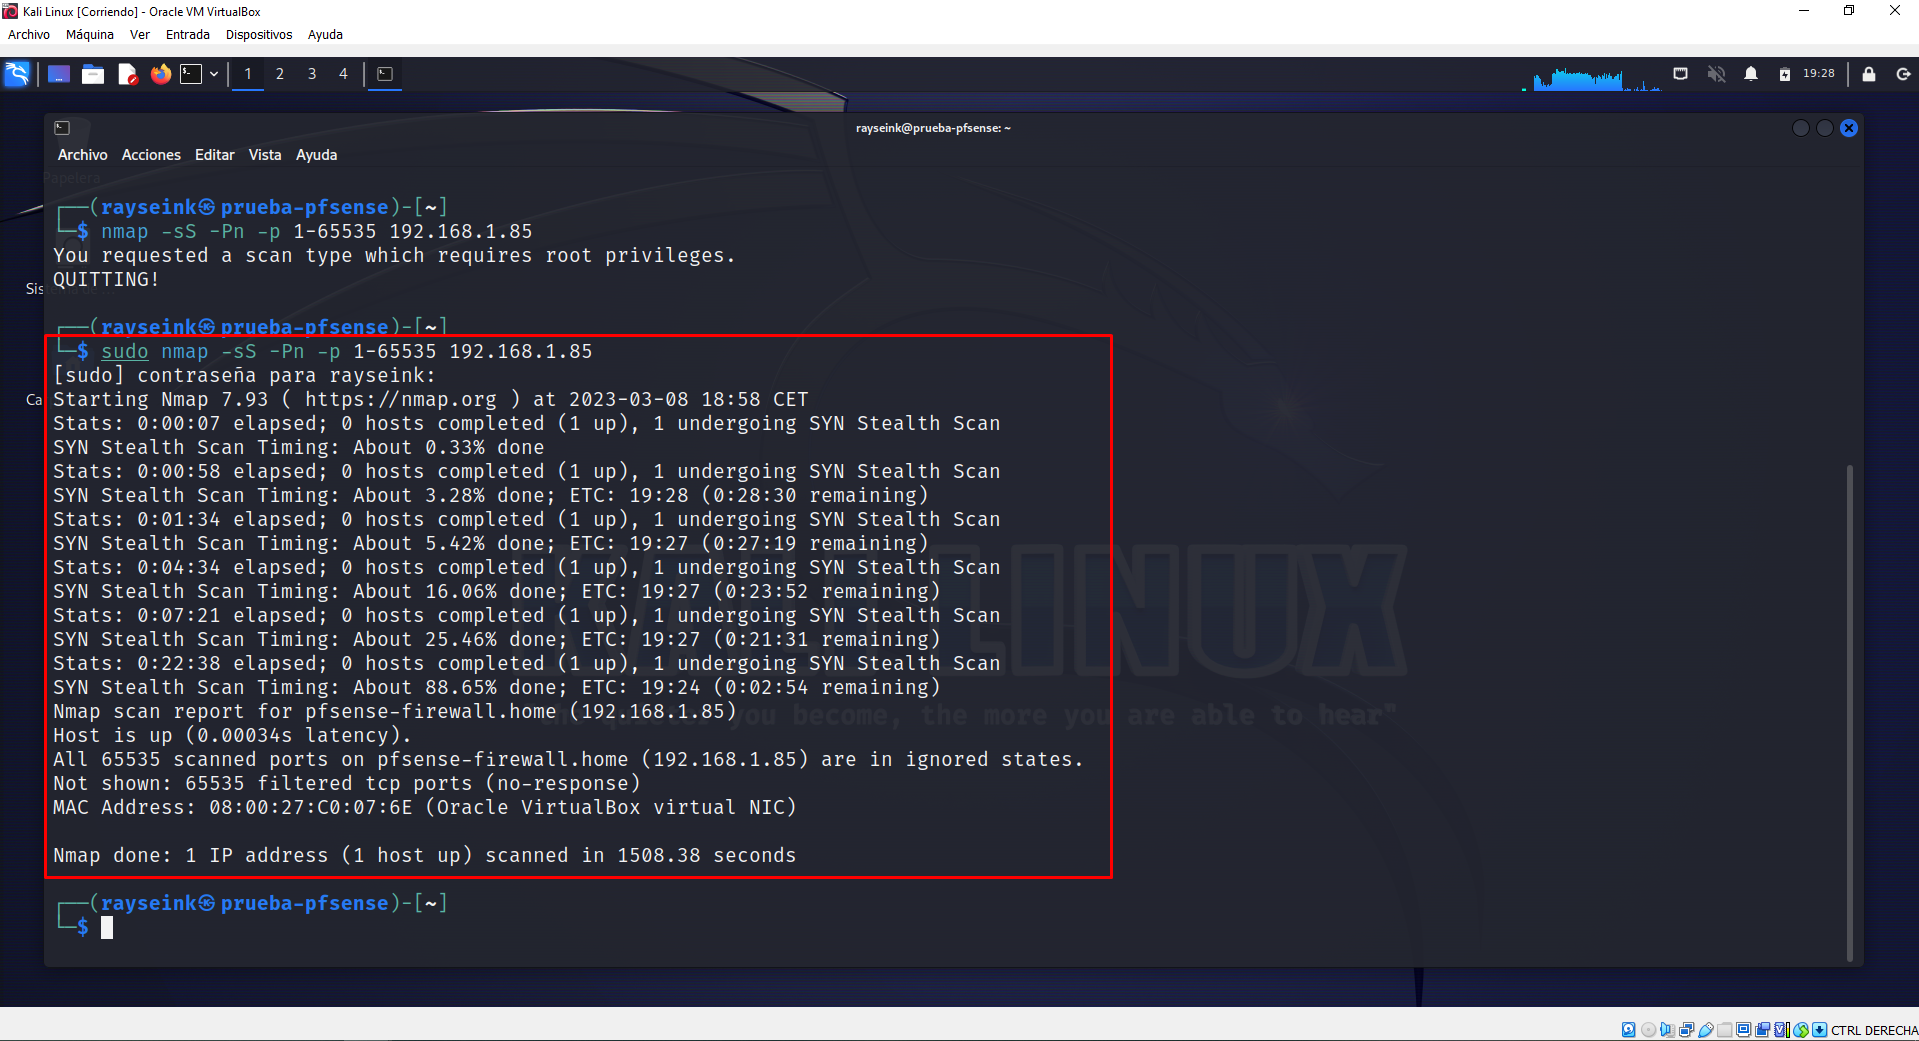 Kali Linux [Corriendo] - Oracle VM VirtualBox
Archivo Máquina Ver Entrada Dispositivos Ayuda
1 2 3 4 19:28
rayseink@prueba-pfsense: ~
Archivo Acciones Editar Vista Ayuda
Papelera
┌──(rayseink㉿prueba-pfsense)-[~]
└─$ nmap -sS -Pn -p 1-65535 192.168.1.85
You requested a scan type which requires root privileges.
QUITTING!
Sis
┌──(rayseink㉿prueba-pfsense)-[~]
└─$ sudo nmap -sS -Pn -p 1-65535 192.168.1.85
[sudo] contraseña para rayseink:
Ca
Starting Nmap 7.93 ( https://nmap.org ) at 2023-03-08 18:58 CET
Stats: 0:00:07 elapsed; 0 hosts completed (1 up), 1 undergoing SYN Stealth Scan
SYN Stealth Scan Timing: About 0.33% done
Stats: 0:00:58 elapsed; 0 hosts completed (1 up), 1 undergoing SYN Stealth Scan
SYN Stealth Scan Timing: About 3.28% done; ETC: 19:28 (0:28:30 remaining)
Stats: 0:01:34 elapsed; 0 hosts completed (1 up), 1 undergoing SYN Stealth Scan
SYN Stealth Scan Timing: About 5.42% done; ETC: 19:27 (0:27:19 remaining)
Stats: 0:04:34 elapsed; 0 hosts completed (1 up), 1 undergoing SYN Stealth Scan
SYN Stealth Scan Timing: About 16.06% done; ETC: 19:27 (0:23:52 remaining)
Stats: 0:07:21 elapsed; 0 hosts completed (1 up), 1 undergoing SYN Stealth Scan
SYN Stealth Scan Timing: About 25.46% done; ETC: 19:27 (0:21:31 remaining)
Stats: 0:22:38 elapsed; 0 hosts completed (1 up), 1 undergoing SYN Stealth Scan
SYN Stealth Scan Timing: About 88.65% done; ETC: 19:24 (0:02:54 remaining)
Nmap scan report for pfsense-firewall.home (192.168.1.85)
Host is up (0.00034s latency).
All 65535 scanned ports on pfsense-firewall.home (192.168.1.85) are in ignored states.
Not shown: 65535 filtered tcp ports (no-response)
MAC Address: 08:00:27:C0:07:6E (Oracle VirtualBox virtual NIC)
Nmap done: 1 IP address (1 host up) scanned in 1508.38 seconds
┌──(rayseink㉿prueba-pfsense)-[~]
└─$
LINUX
you become, the more you are able to hear"
CTRL DERECHA